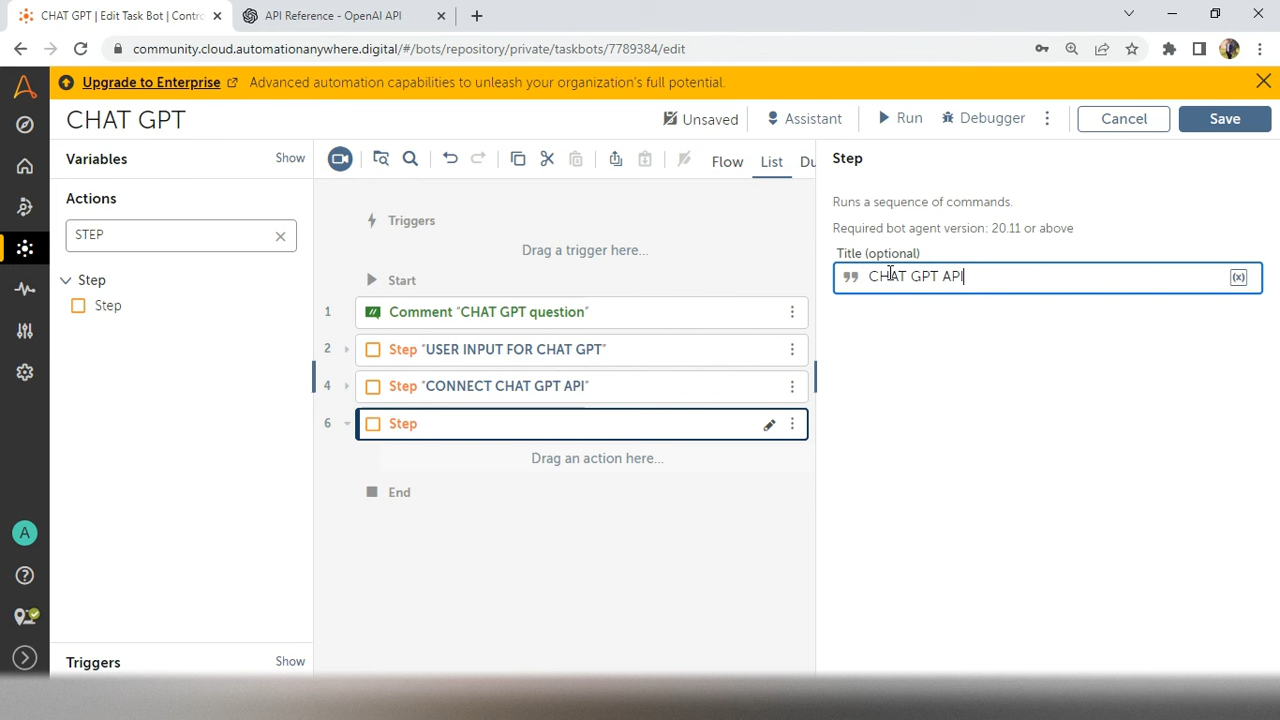 CHAT GPT | Edit Task Bot | Contro
API Reference - OpenAI API
community.cloud.automationanywhere.digital/#/bots/repository/private/taskbots/7789384/edit
Upgrade to Enterprise Advanced automation capabilities to unleash your organization's full potential.
CHAT GPT
Unsaved
Assistant
Run
Debugger
Cancel
Save
Variables
Show
Flow
List
Du
Step
Actions
STEP
Step
Step
Triggers
Drag a trigger here...
Start
1 Comment "CHAT GPT question"
2 Step "USER INPUT FOR CHAT GPT"
4 Step "CONNECT CHAT GPT API"
6 Step
Drag an action here...
End
Runs a sequence of commands.
Required bot agent version: 20.11 or above
Title (optional)
CHAT GPT API
(x)
A
Triggers
Show